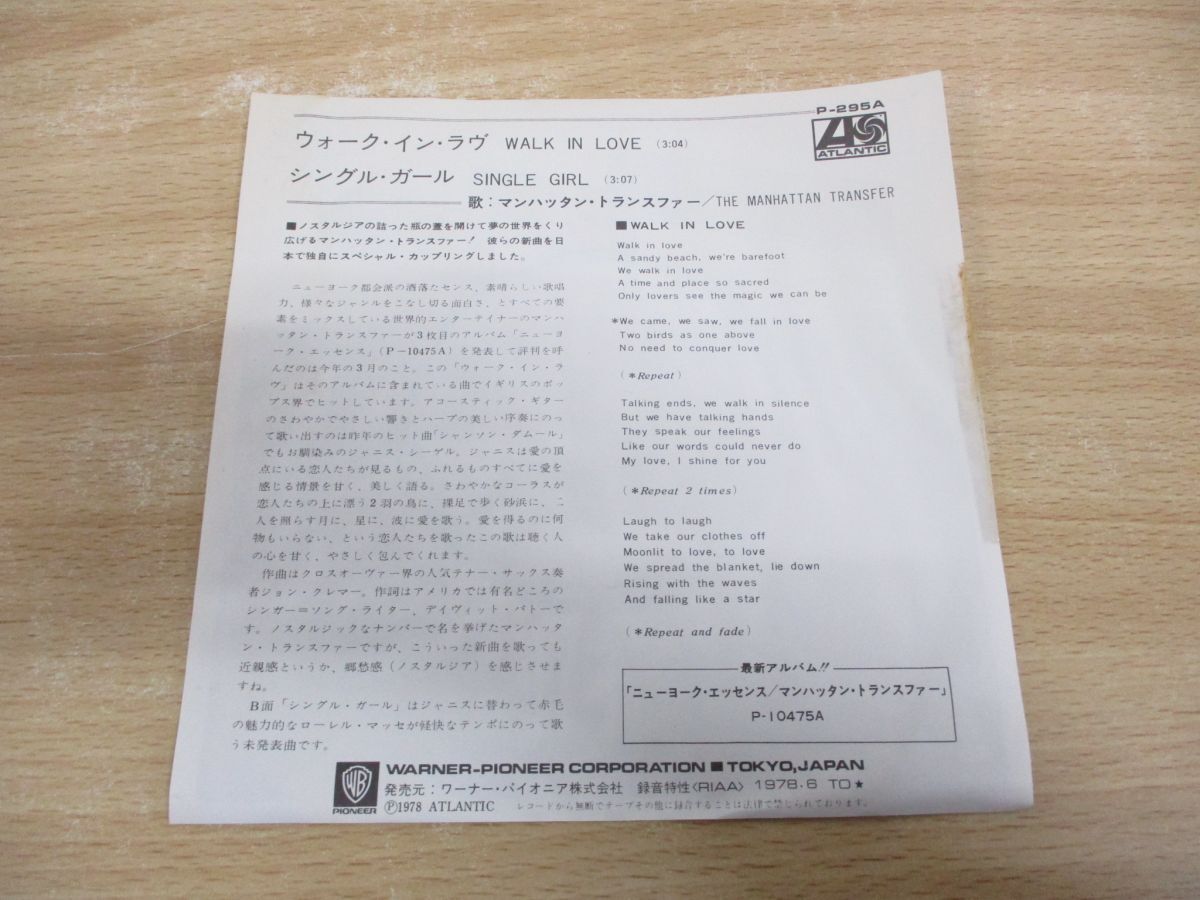 P-295A
ATLANTIC
ウォーク・イン・ラヴ WALK IN LOVE (3:04)
シングル・ガール SINGLE GIRL (3:07)
歌:マンハッタン・トランスファー/THE MANHATTAN TRANSFER
■ノスタルジアの詰った瓶の蓋を開けて夢の世界をくり
広げるマンハッタン・トランスファー! 彼らの新曲を日
本で独自にスペシャル・カップリングしました。
ニューヨーク都会派の洒落たセンス、素晴らしい歌唱
力、様々なジャンルをこなし切る面白さ、とすべての要
素をミックスしている世界的エンターテイナーのマンハ
ッタン・トランスファーが3枚目のアルバム「ニューヨ
ーク・エッセンス」(P-10475A)を発表して評判を呼
んだのは今年の3月のこと。この「ウォーク・イン・ラ
ヴ」はそのアルバムに含まれている曲でイギリスのポッ
プス界でヒットしています。アコースティック・ギター
のさわやかでやさしい響きとハープの美しい序奏にのっ
て歌い出すのは昨年のヒット曲「シャンソン・ダムール」
でもお馴染みのジャニス・シーゲル。ジャニスは愛の頂
点にいる恋人たちが見るもの、ふれるものすべてに愛を
感じる情景を甘く、美しく語る。さわやかなコーラスが
恋人たちの上に漂う2羽の鳥に、裸足で歩く砂浜に、二
人を照らす月に、星に、波に愛を歌う。愛を得るのに何
物もいらない、という恋人たちを歌ったこの歌は聴く人
の心を甘く、やさしく包んでくれます。
作曲はクロスオーヴァー界の人気テナー・サックス奏
者ジョン・クレマー。作詞はアメリカでは有名どころの
シンガー=ソング・ライター、デイヴィット・バトーで
す。ノスタルジックなナンバーで名を挙げたマンハッタ
ン・トランスファーですが、こういった新曲を歌っても
近親感というか、郷愁感(ノスタルジア)を感じさせま
すね。
B面「シングル・ガール」はジャニスに替わって赤毛
の魅力的なローレル・マッセが軽快なテンポにのって歌
う未発表曲です。
■WALK IN LOVE
Walk in love
A sandy beach, we're barefoot
We walk in love
A time and place so sacred
Only lovers see the magic we can be
*We came, we saw, we fall in love
Two birds as one above
No need to conquer love
(*Repeat)
Talking ends, we walk in silence
But we have talking hands
They speak our feelings
Like our words could never do
My love, I shine for you
(*Repeat 2 times)
Laugh to laugh
We take our clothes off
Moonlit to love, to love
We spread the blanket, lie down
Rising with the waves
And falling like a star
(*Repeat and fade)
最新アルバム!!
「ニューヨーク・エッセンス/マンハッタン・トランスファー」
P-10475A
WB
PIONEER
WARNER-PIONEER CORPORATION ■ TOKYO, JAPAN
発売元:ワーナー・パイオニア株式会社 録音特性〈RIAA〉1978.6 TO★
Ⓟ1978 ATLANTIC レコードから無断でテープその他に録音することは法律で禁じられております。